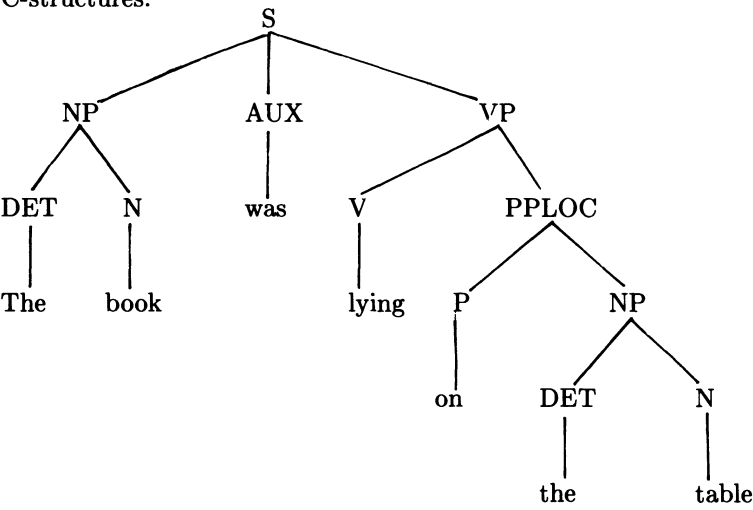 C-structures:
S
NP AUX VP
DET N was V PPLOC
The book lying P NP
on DET N
the table